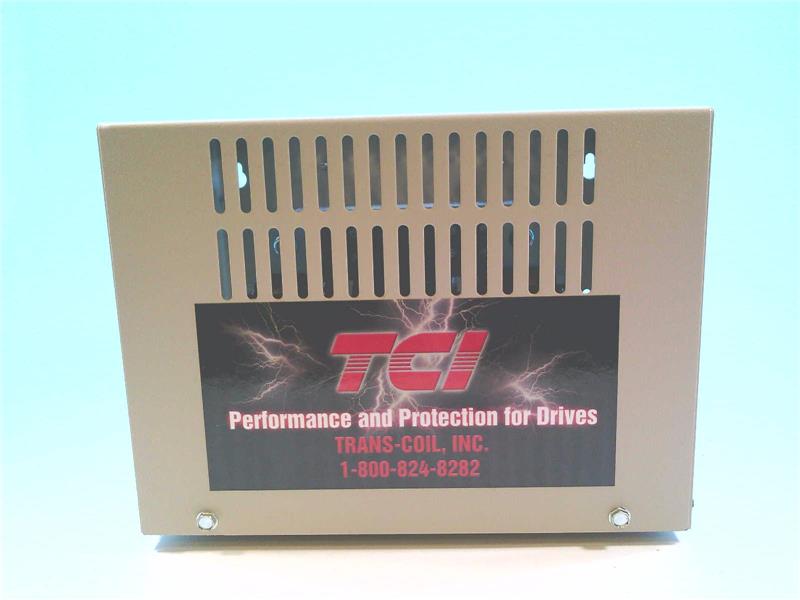 TCI
Performance and Protection for Drives
TRANS-COIL, INC.
1-800-824-8282